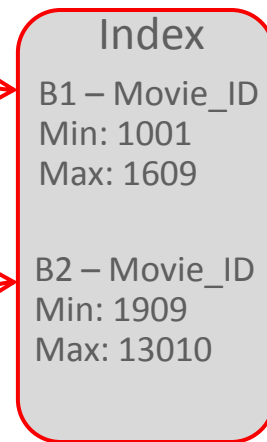 Index
B1 – Movie_ID
Min: 1001
Max: 1609
B2 – Movie_ID
Min: 1909
Max: 13010